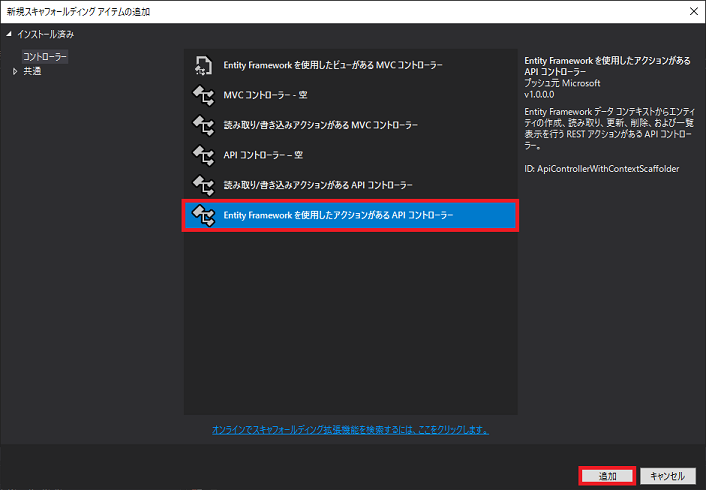 新規スキャフォールディング アイテムの追加
インストール済み
コントローラー
共通
Entity Framework を使用したビューがある MVC コントローラー
MVC コントローラー - 空
読み取り/書き込みアクションがある MVC コントローラー
API コントローラー – 空
読み取り/書き込みアクションがある API コントローラー
Entity Framework を使用したアクションがある API コントローラー
Entity Framework を使用したアクションがある
API コントローラー
プッシュ元 Microsoft
v1.0.0.0
Entity Framework データ コンテキストからエンティ
ティの作成、読み取り、更新、削除、および一覧
表示を行う REST アクションがある API コントロー
ラー。
ID: ApiControllerWithContextScaffolder
オンラインでスキャフォールディング拡張機能を検索するには、ここをクリックします。
追加
キャンセル